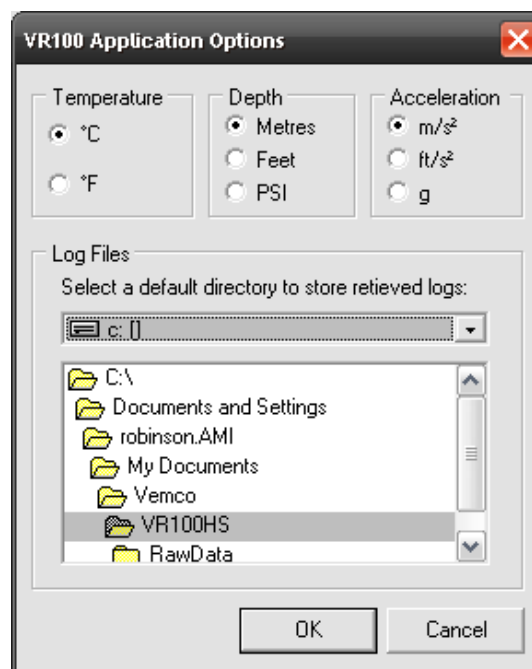 VR100 Application Options
Temperature
°C
°F
Depth
Metres
Feet
PSI
Acceleration
m/s²
ft/s²
g
Log Files
Select a default directory to store retieved logs:
c: []
C:\
Documents and Settings
robinson.AMI
My Documents
Vemco
VR100HS
RawData
OK
Cancel